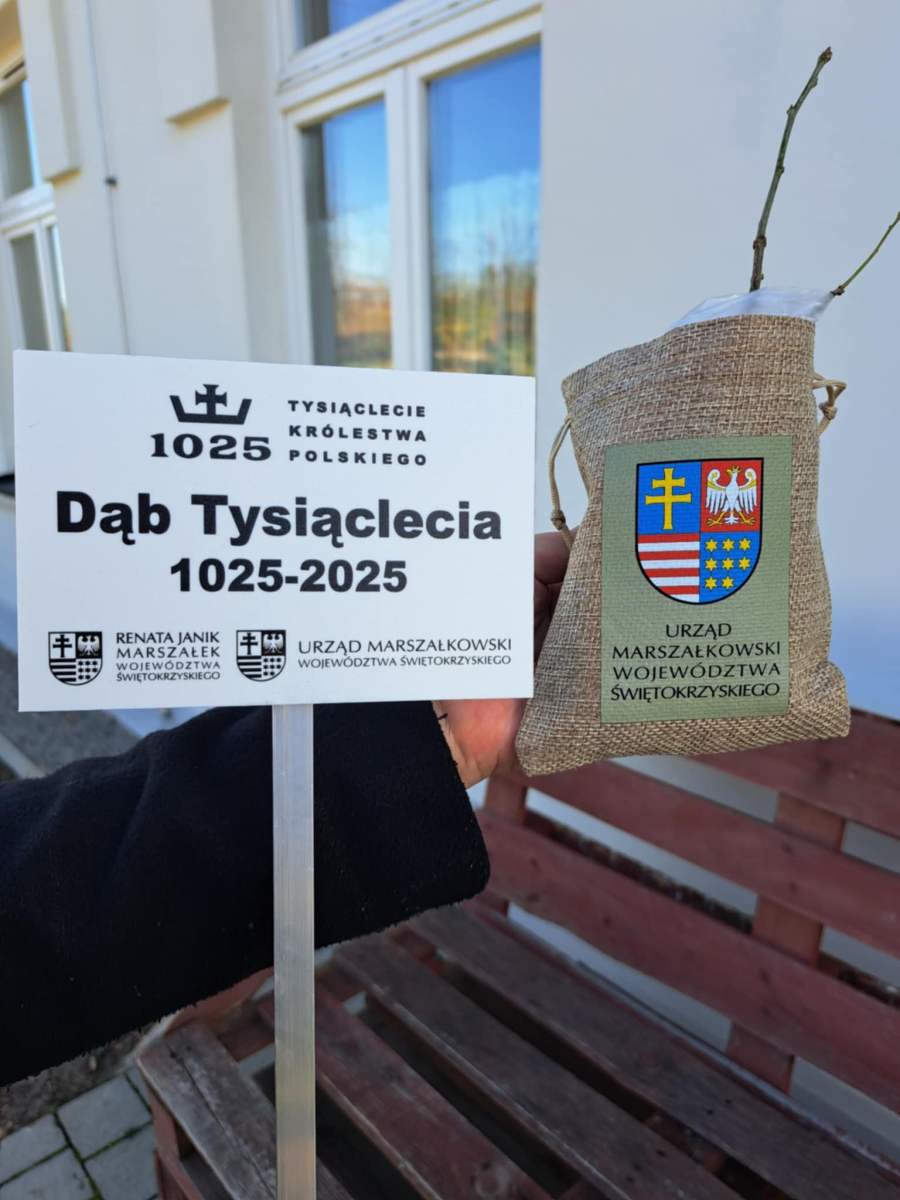 1025
TYSIĄCLECIE
KRÓLESTWA
POLSKIEGO
Dąb Tysiąclecia
1025-2025
RENATA JANIK
MARSZAŁEK
WOJEWÓDZTWA
ŚWIĘTOKRZYSKIEGO
URZĄD MARSZAŁKOWSKI
WOJEWÓDZTWA ŚWIĘTOKRZYSKIEGO
URZĄD
MARSZAŁKOWSKI
WOJEWÓDZTWA
ŚWIĘTOKRZYSKIEGO